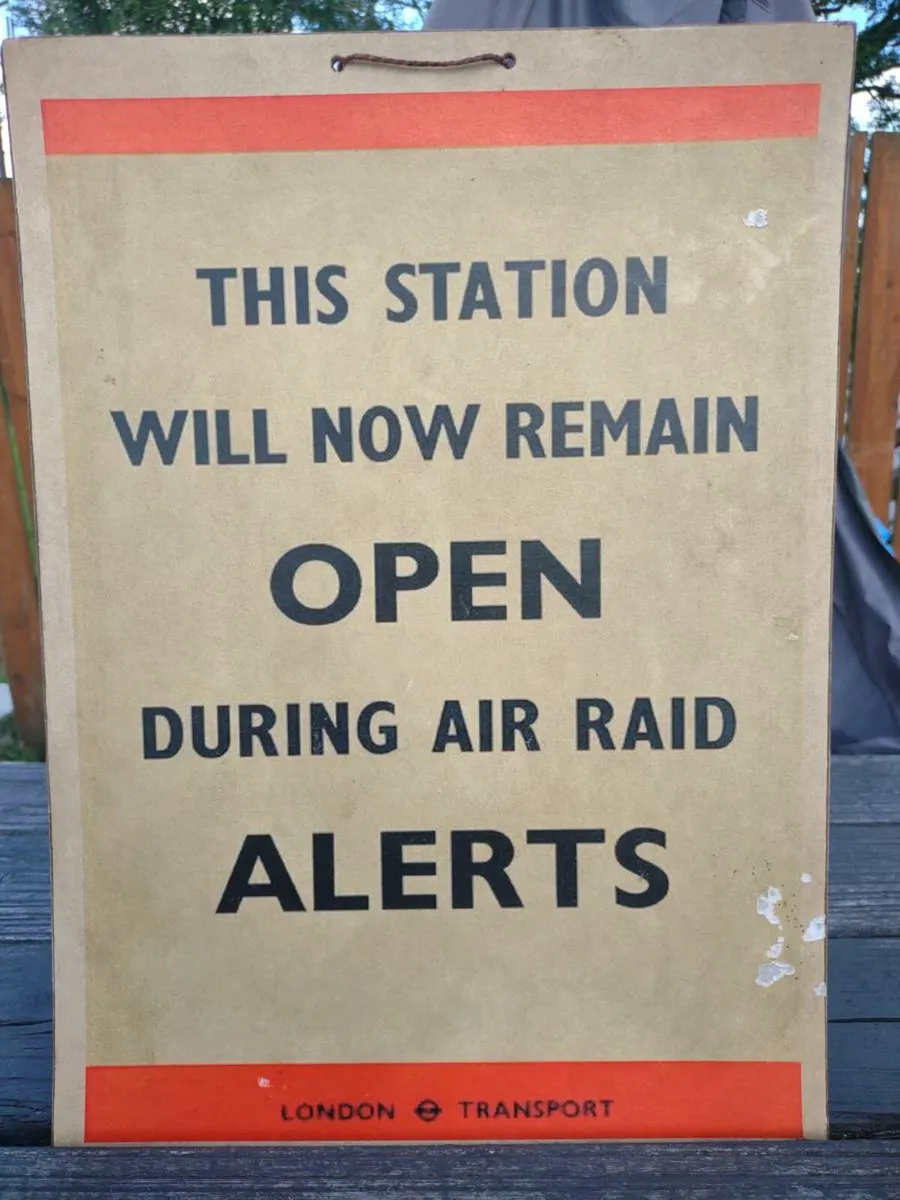 THIS STATION
WILL NOW REMAIN
OPEN
DURING AIR RAID
ALERTS
LONDON TRANSPORT